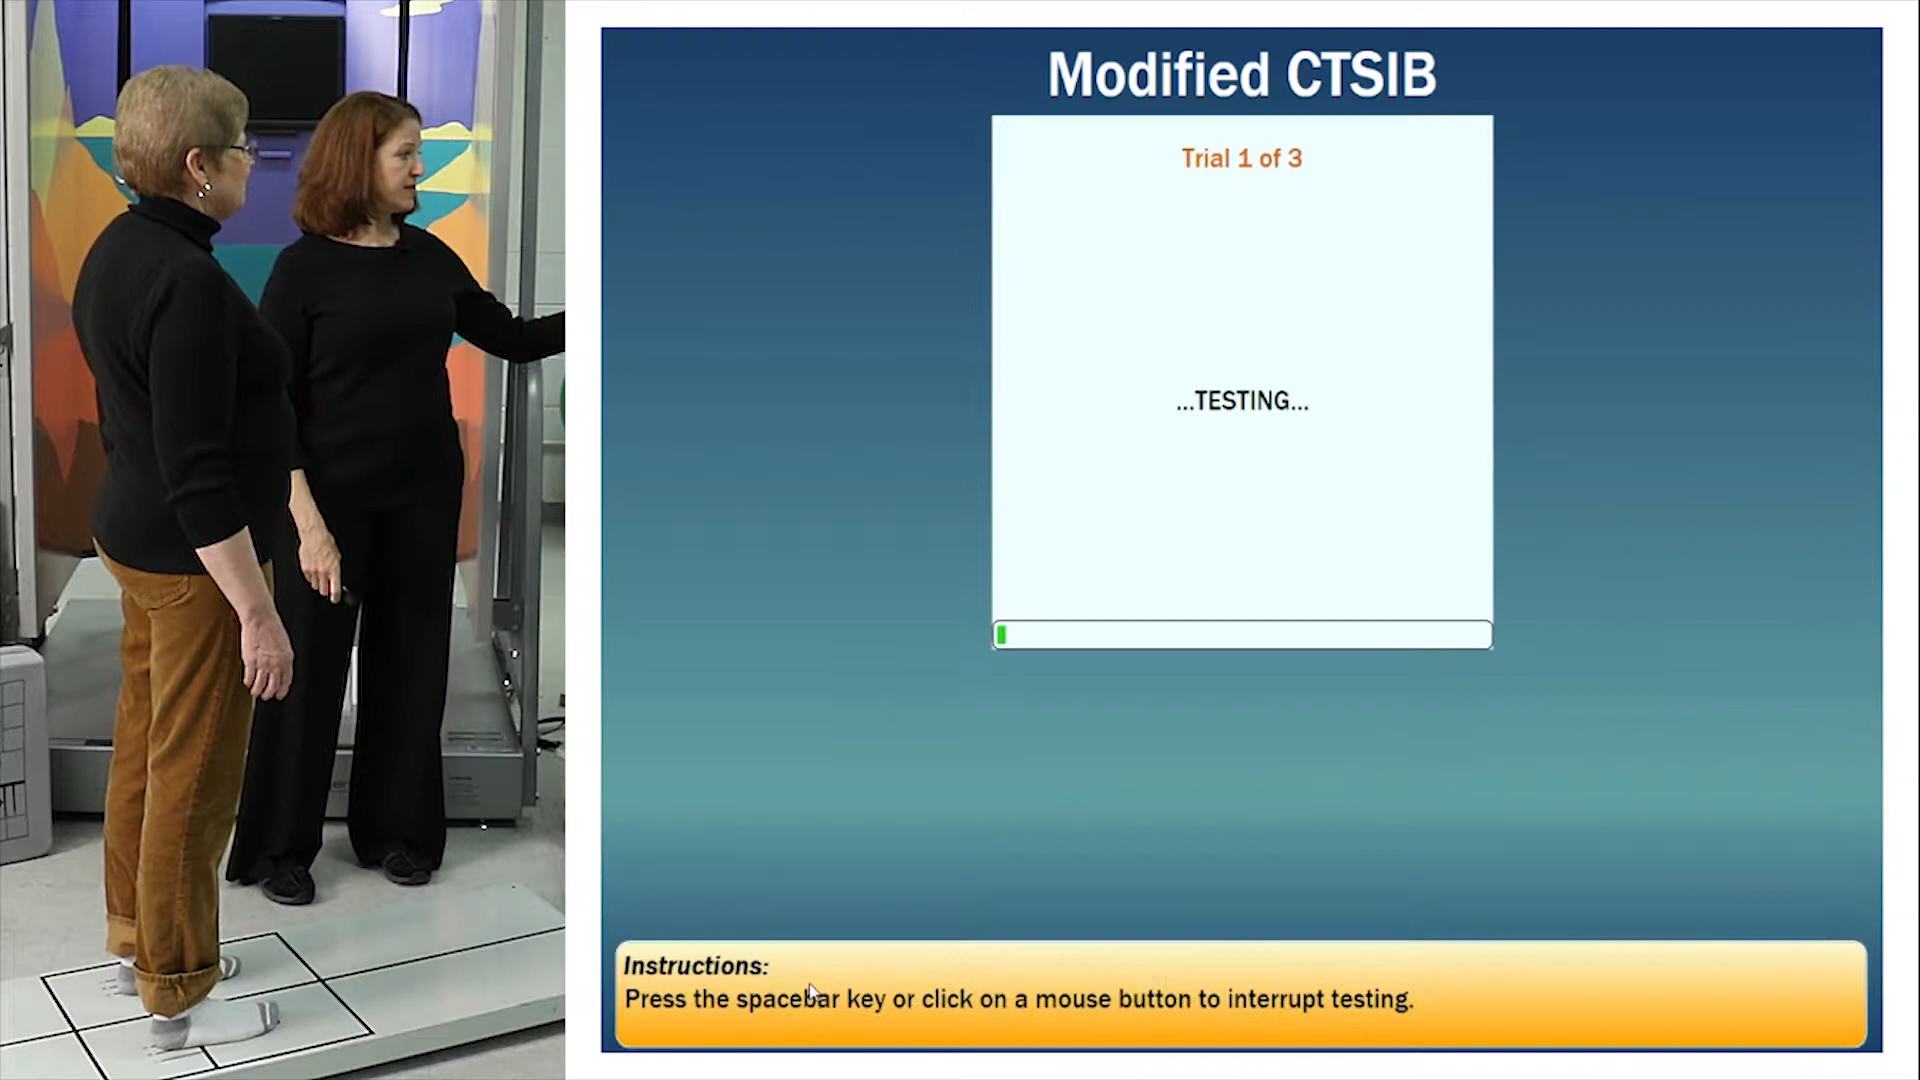 Modified CTSIB
Trial 1 of 3
...TESTING...
Instructions:
Press the spacebar key or click on a mouse button to interrupt testing.